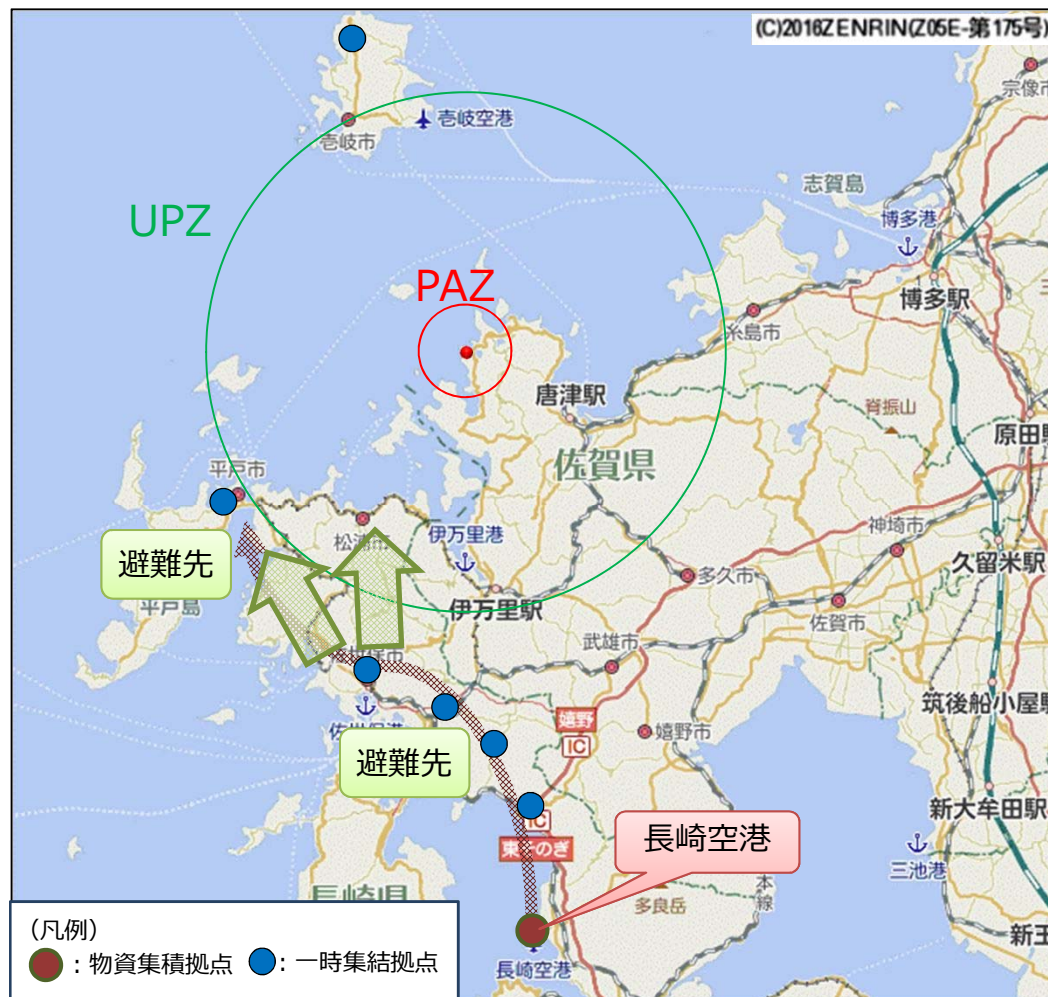 (C)2016ZENRIN(Z05E-第175号)
宗像市
壱岐空港
壱岐市
志賀島
UPZ
博多港
PAZ
博多駅
糸島市
唐津駅
脊振山
原田駅
佐賀県
平戸市
神埼市
松浦市
伊万里港
久留米駅
避難先
多久市
平戸島
伊万里駅
佐賀市
武雄市
佐世保市
筑後船小屋駅
嬉野
嬉野市
IC
避難先
新大牟田駅
IC
長崎空港
東そのぎ
三池港
長崎県
多良岳
本線
(凡例)
：物資集積拠点
：一時集結拠点
長崎空港